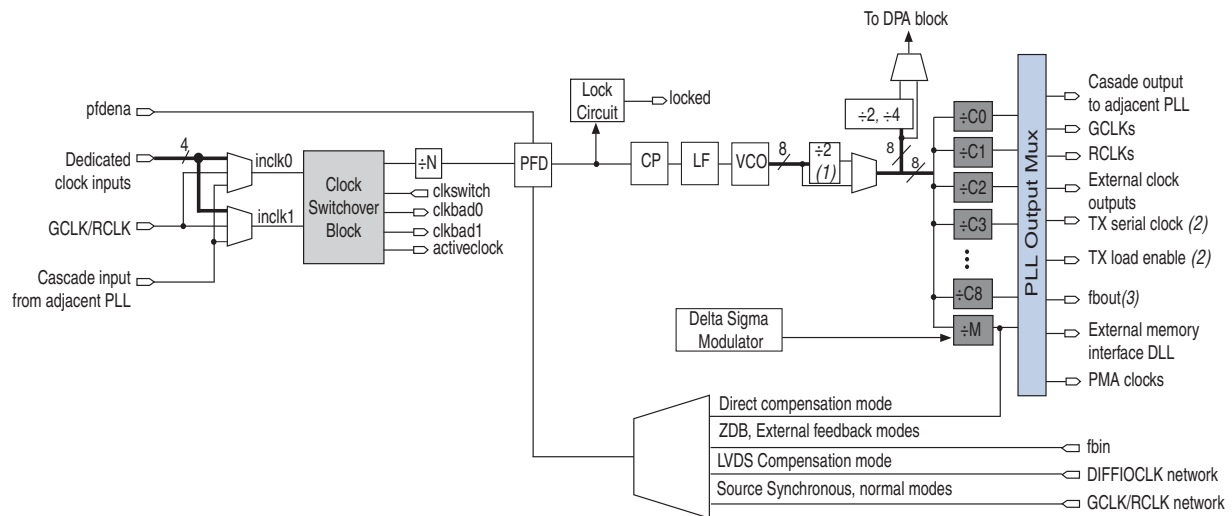 To DPA block
pfdena
Lock
Circuit
locked
÷2, ÷4
4
Dedicated
clock inputs
inclk0
Clock
Switchover
Block
÷N
PFD
CP
LF
VCO
8
÷2
(1)
8
8
clkswitch
clkbad0
clkbad1
activeclock
GCLK/RCLK
inclk1
Cascade input
from adjacent PLL
÷C0
÷C1
÷C2
÷C3
÷C8
÷M
Delta Sigma
Modulator
PLL Output Mux
Casade output
to adjacent PLL
GCLKs
RCLKs
External clock
outputs
TX serial clock (2)
TX load enable (2)
fbout(3)
External memory
interface DLL
PMA clocks
Direct compensation mode
ZDB, External feedback modes
fbin
LVDS Compensation mode
DIFFIOCLK network
Source Synchronous, normal modes
GCLK/RCLK network